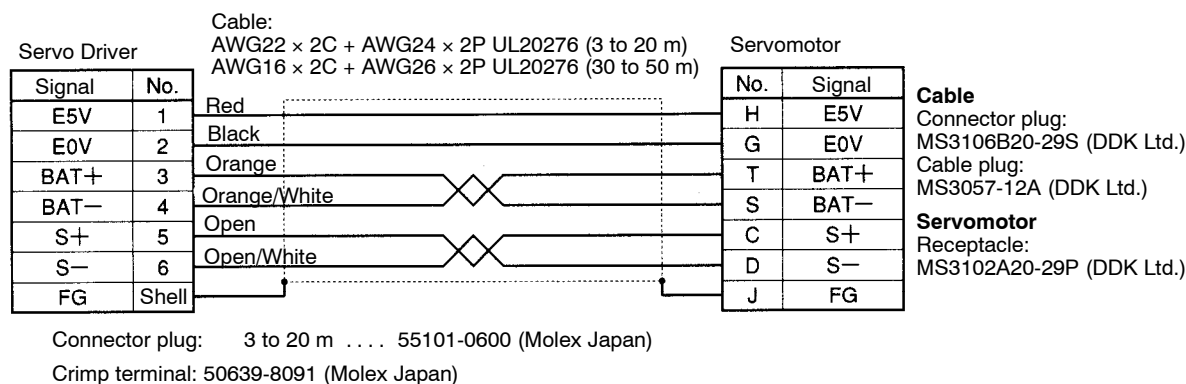 Cable:
AWG22 × 2C + AWG24 × 2P UL20276 (3 to 20 m)
AWG16 × 2C + AWG26 × 2P UL20276 (30 to 50 m)
Servo Driver
Signal No.
E5V 1
E0V 2
BAT+ 3
BAT− 4
S+ 5
S− 6
FG Shell
Red
Black
Orange
Orange/White
Open
Open/White
Servomotor
No. Signal
H E5V
G E0V
T BAT+
S BAT−
C S+
D S−
J FG
Cable
Connector plug:
MS3106B20-29S (DDK Ltd.)
Cable plug:
MS3057-12A (DDK Ltd.)
Servomotor
Receptacle:
MS3102A20-29P (DDK Ltd.)
Connector plug: 3 to 20 m . . . . 55101-0600 (Molex Japan)
Crimp terminal: 50639-8091 (Molex Japan)